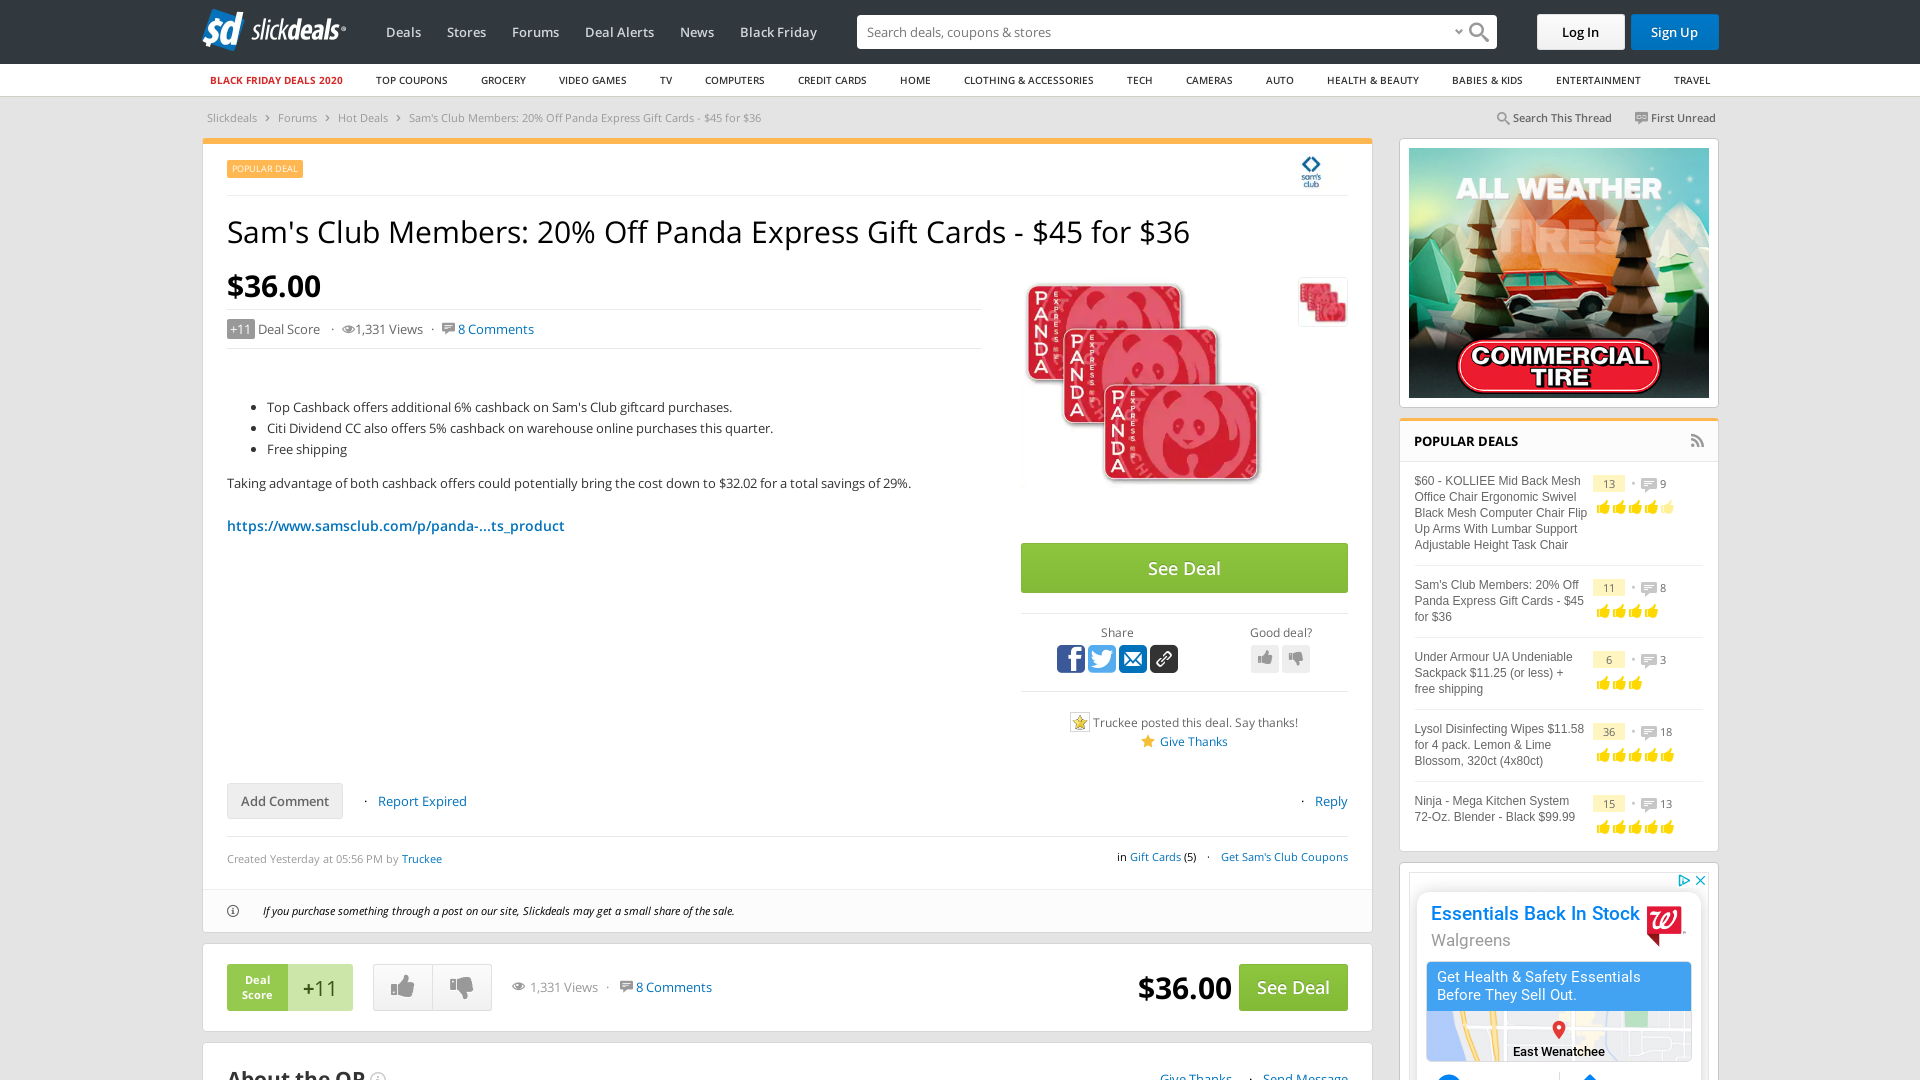 sd slickdeals
Deals Stores Forums Deal Alerts News Black Friday Search deals, coupons & stores Log In Sign Up
BLACK FRIDAY DEALS 2020 TOP COUPONS GROCERY VIDEO GAMES TV COMPUTERS CREDIT CARDS HOME CLOTHING & ACCESSORIES TECH CAMERAS AUTO HEALTH & BEAUTY BABIES & KIDS ENTERTAINMENT TRAVEL
Slickdeals › Forums › Hot Deals › Sam's Club Members: 20% Off Panda Express Gift Cards - $45 for $36
Search This Thread First Unread
POPULAR DEAL
sam's
club
Sam's Club Members: 20% Off Panda Express Gift Cards - $45 for $36
$36.00
+11 Deal Score · 1,331 Views · 8 Comments
• Top Cashback offers additional 6% cashback on Sam's Club giftcard purchases.
• Citi Dividend CC also offers 5% cashback on warehouse online purchases this quarter.
• Free shipping
Taking advantage of both cashback offers could potentially bring the cost down to $32.02 for a total savings of 29%.
https://www.samsclub.com/p/panda-...ts_product
PANDA EXPRESS
PANDA EXPRESS
PANDA EXPRESS
See Deal
Share Good deal?
Truckee posted this deal. Say thanks!
Give Thanks
Add Comment · Report Expired · Reply
Created Yesterday at 05:56 PM by Truckee
in Gift Cards (5) · Get Sam's Club Coupons
If you purchase something through a post on our site, Slickdeals may get a small share of the sale.
Deal
Score
+11
1,331 Views · 8 Comments
$36.00 See Deal
About the OP
Give Thanks · Send Message
ALL WEATHER
TIRES
COMMERCIAL
TIRE
POPULAR DEALS
$60 - KOLLIEE Mid Back Mesh
Office Chair Ergonomic Swivel
Black Mesh Computer Chair Flip
Up Arms With Lumbar Support
Adjustable Height Task Chair
13 • 9
Sam's Club Members: 20% Off
Panda Express Gift Cards - $45
for $36
11 • 8
Under Armour UA Undeniable
Sackpack $11.25 (or less) +
free shipping
6 • 3
Lysol Disinfecting Wipes $11.58
for 4 pack. Lemon & Lime
Blossom, 320ct (4x80ct)
36 • 18
Ninja - Mega Kitchen System
72-Oz. Blender - Black $99.99
15 • 13
Essentials Back In Stock
Walgreens
W
Get Health & Safety Essentials
Before They Sell Out.
East Wenatchee